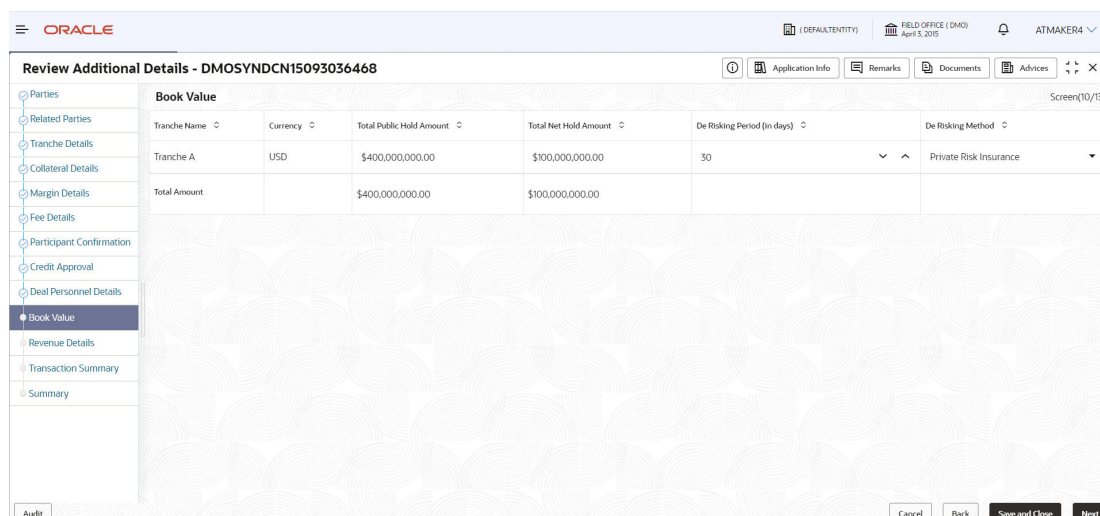 ORACLE
( DEFAULTENTITY)
FIELD OFFICE ( DMO)
April 3, 2015
ATMAKER4
Review Additional Details - DMOSYNDCN15093036468
Application Info
Remarks
Documents
Advices
Parties
Related Parties
Tranche Details
Collateral Details
Margin Details
Fee Details
Participant Confirmation
Credit Approval
Deal Personnel Details
Book Value
Revenue Details
Transaction Summary
Summary
Book Value
Screen(10/13
Tranche Name Currency Total Public Hold Amount Total Net Hold Amount De Risking Period (in days) De Risking Method
Tranche A USD $400,000,000.00 $100,000,000.00 30 Private Risk Insurance
Total Amount $400,000,000.00 $100,000,000.00
Audit
Cancel
Back
Save and Close
Next